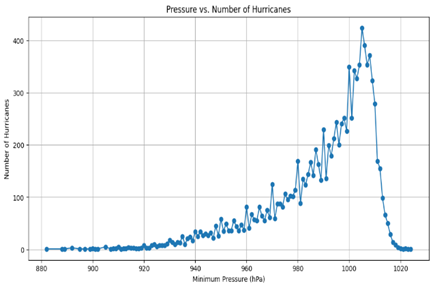 Pressure vs. Number of Hurricanes
400
300
200
100
0
Number of Hurricanes
880 900 920 940 960 980 1000 1020
Minimum Pressure (hPa)